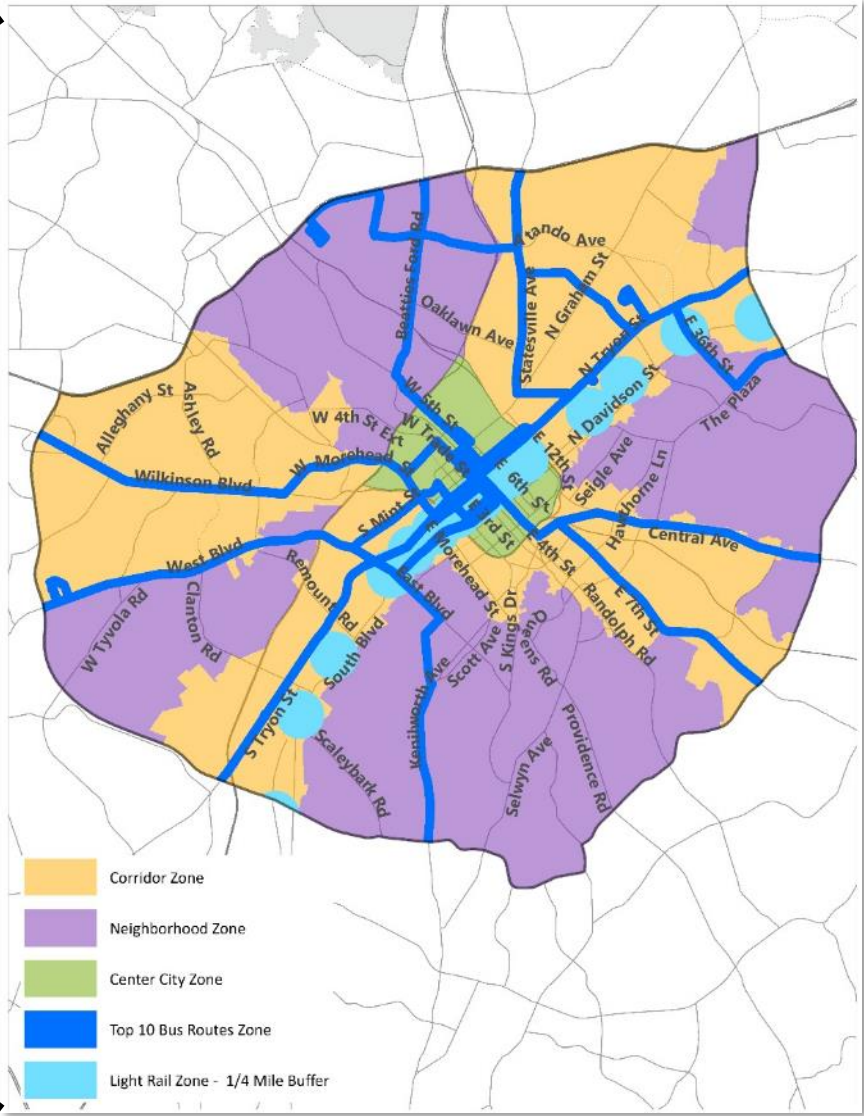 Beatties Ford Rd
Atando Ave
Statesville Ave
N Graham St
Oaklawn Ave
N Tryon St
E 36th St
N Davidson St
The Plaza
Alleghany St
Ashley Rd
W 4th St Ext
W 6th St
W Trade St
E 12th St
Seigle Ave
Hawthorne Ln
W Morehead St
Wilkinson Blvd
E 6th St
S Mint St
E 3rd St
E 4th St
Central Ave
West Blvd
Remount Rd
E Morehead St
East Blvd
E 7th St
Randolph Rd
W Tyvola Rd
Clanton Rd
Scott Ave
S Kings Dr
Queens Rd
South Blvd
S Tryon St
Kenilworth Ave
Providence Rd
Selwyn Ave
Scaleybark Rd
Corridor Zone
Neighborhood Zone
Center City Zone
Top 10 Bus Routes Zone
Light Rail Zone - 1/4 Mile Buffer